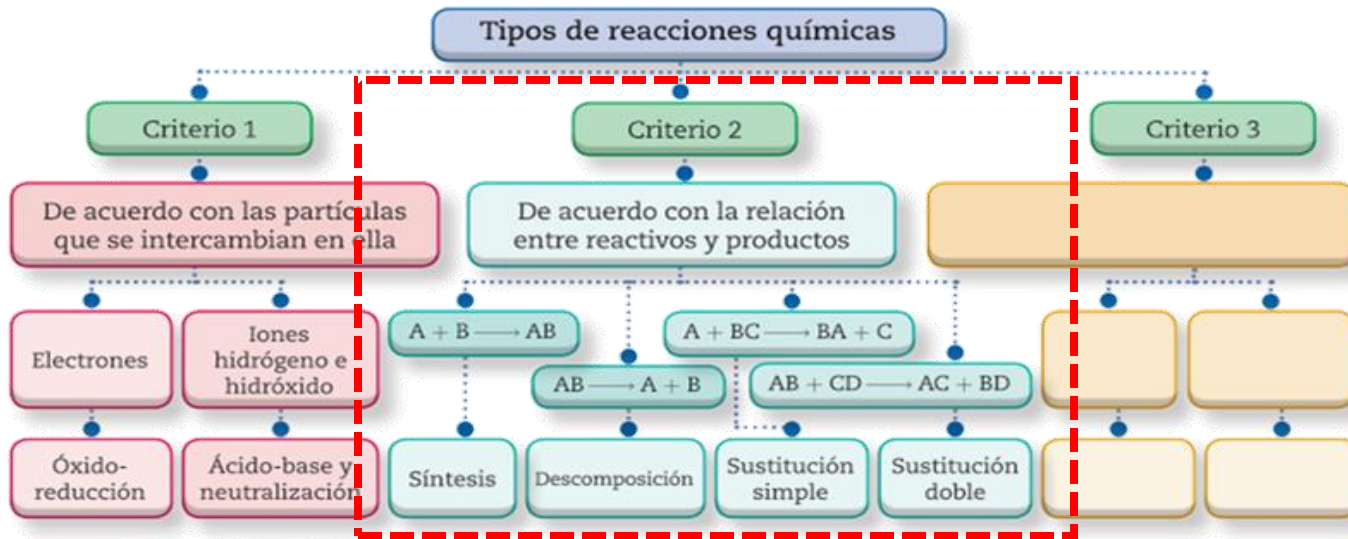 Tipos de reacciones químicas
Criterio 1
Criterio 2
Criterio 3
De acuerdo con las partículas
que se intercambian en ella
De acuerdo con la relación
entre reactivos y productos
Electrones
Iones
hidrógeno e
hidróxido
A + B ⟶ AB
AB ⟶ A + B
A + BC ⟶ BA + C
AB + CD ⟶ AC + BD
Óxido-
reducción
Ácido-base y
neutralización
Síntesis
Descomposición
Sustitución
simple
Sustitución
doble